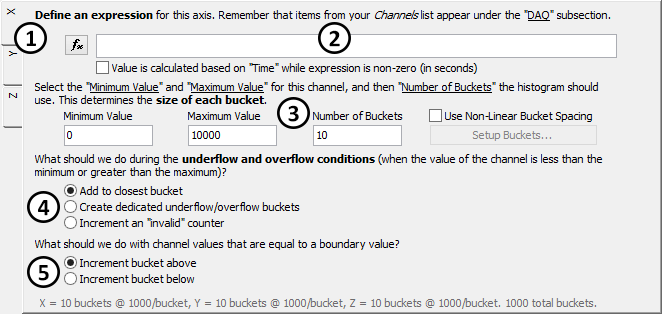 X
Y
Z
Define an expression for this axis. Remember that items from your Channels list appear under the "DAQ" subsection.
1
fx
2
Value is calculated based on "Time" while expression is non-zero (in seconds)
Select the "Minimum Value" and "Maximum Value" for this channel, and then "Number of Buckets" the histogram should
use. This determines the size of each bucket.
Minimum Value
Maximum Value
3
Number of Buckets
Use Non-Linear Bucket Spacing
0
10000
10
Setup Buckets...
What should we do during the underflow and overflow conditions (when the value of the channel is less than the
minimum or greater than the maximum)?
4
Add to closest bucket
Create dedicated underflow/overflow buckets
Increment an "invalid" counter
What should we do with channel values that are equal to a boundary value?
5
Increment bucket above
Increment bucket below
X = 10 buckets @ 1000/bucket, Y = 10 buckets @ 1000/bucket, Z = 10 buckets @ 1000/bucket. 1000 total buckets.